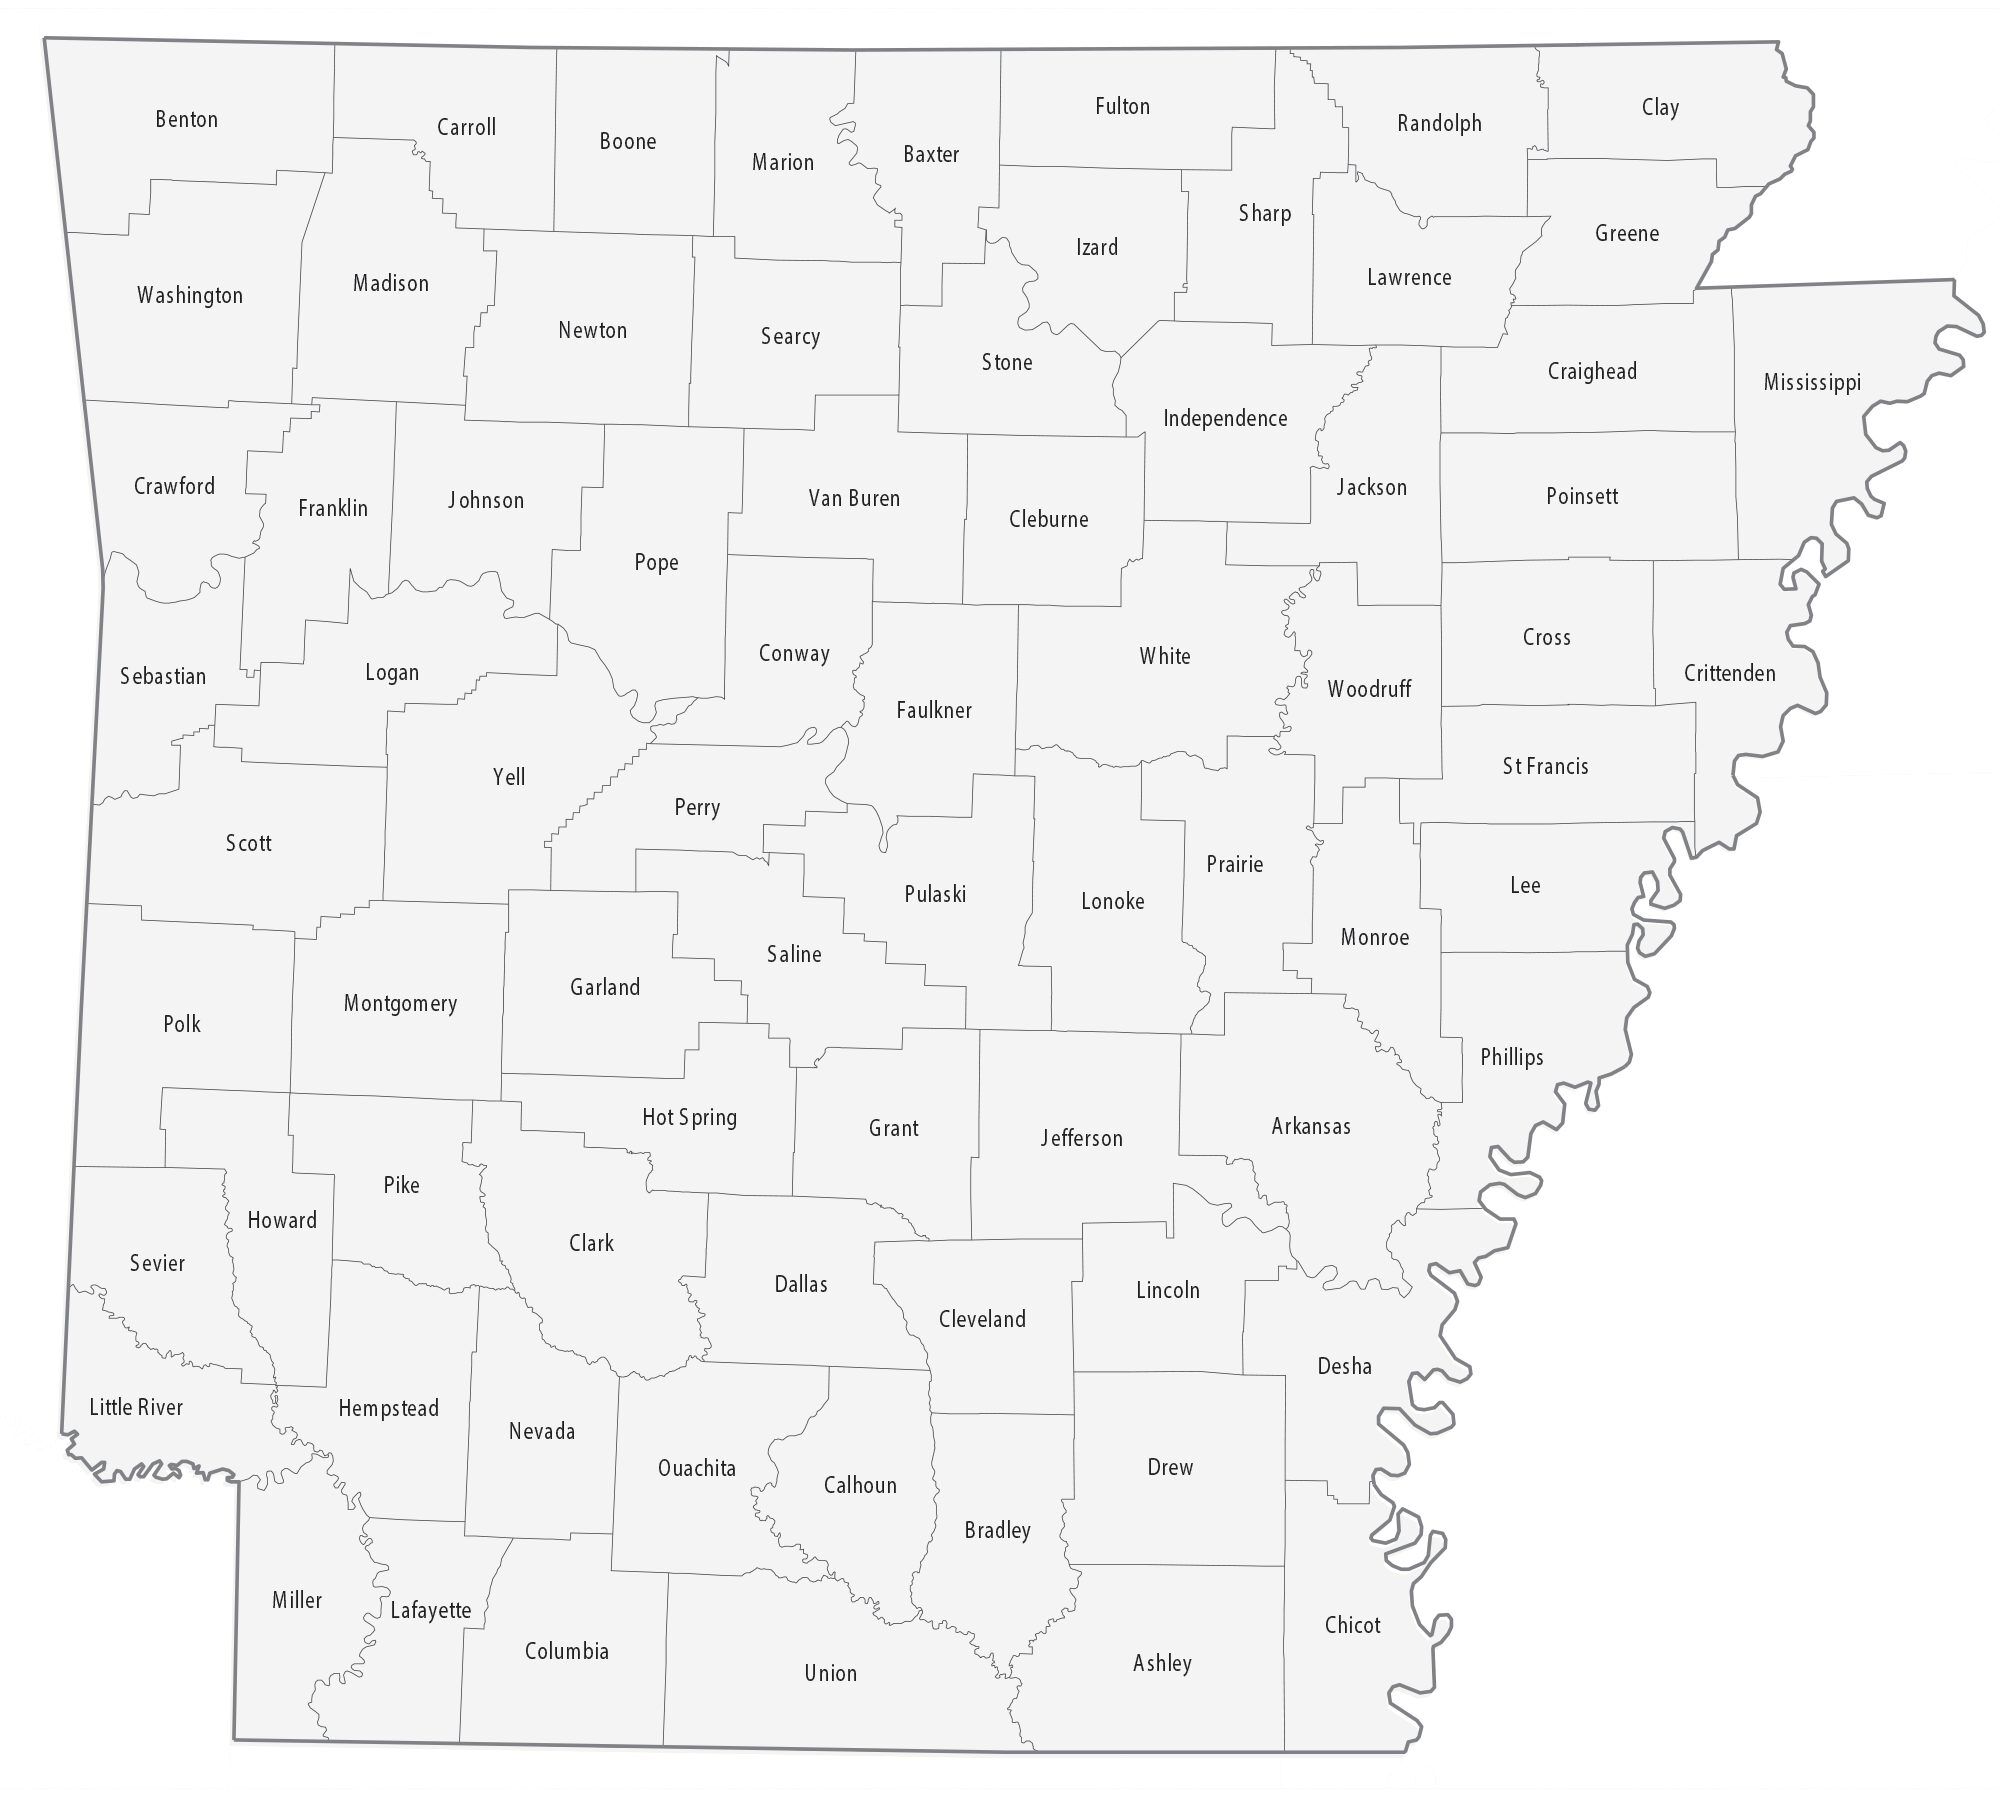 Benton
Carroll
Boone
Marion
Baxter
Fulton
Randolph
Clay
Sharp
Izard
Greene
Lawrence
Washington
Madison
Newton
Searcy
Stone
Craighead
Mississippi
Independence
Crawford
Franklin
Johnson
Pope
Van Buren
Cleburne
Jackson
Poinsett
Sebastian
Logan
Conway
Faulkner
White
Woodruff
Cross
Crittenden
Yell
Perry
St Francis
Scott
Pulaski
Lonoke
Prairie
Lee
Saline
Monroe
Garland
Montgomery
Polk
Phillips
Hot Spring
Grant
Jefferson
Arkansas
Pike
Howard
Clark
Sevier
Dallas
Cleveland
Lincoln
Desha
Little River
Hempstead
Nevada
Ouachita
Calhoun
Drew
Bradley
Miller
Lafayette
Columbia
Union
Ashley
Chicot